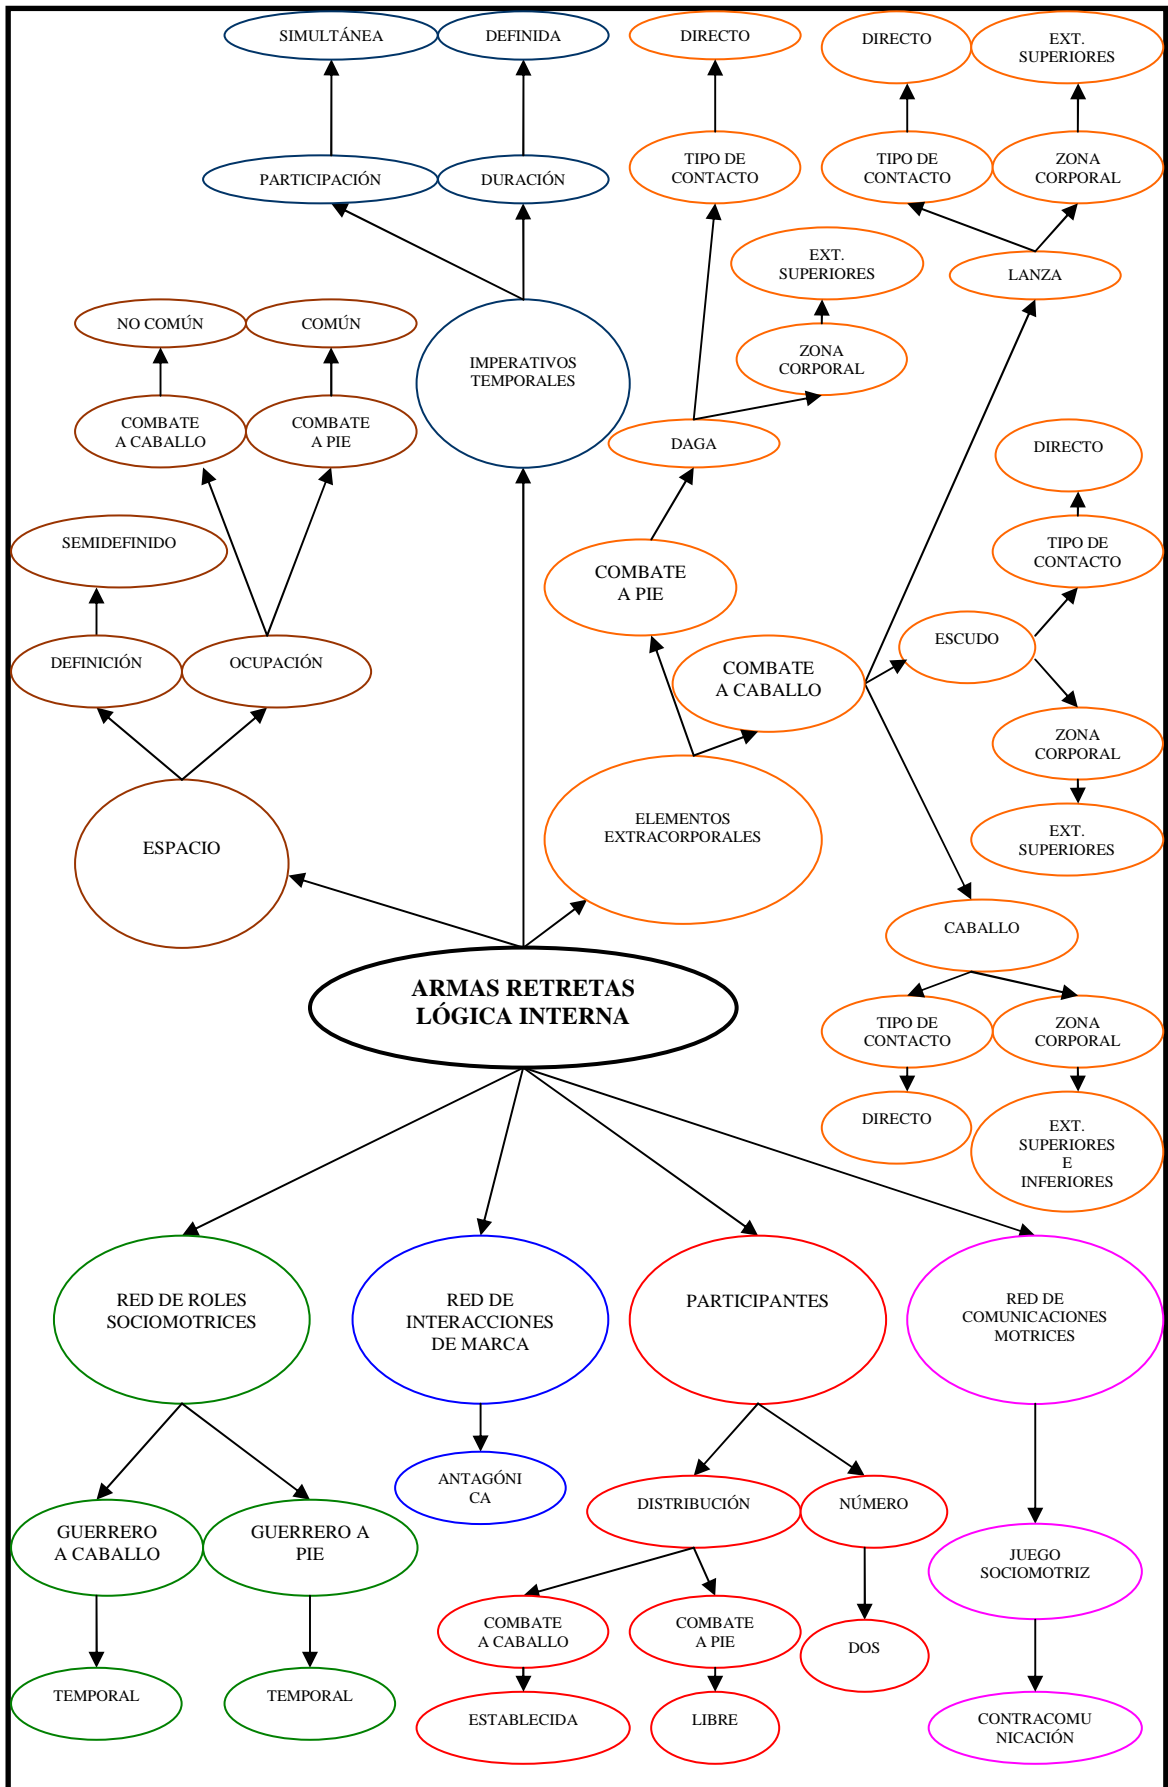 SIMULTÁNEA
DEFINIDA
DIRECTO
DIRECTO
EXT.
SUPERIORES
PARTICIPACIÓN
DURACIÓN
TIPO DE
CONTACTO
TIPO DE
CONTACTO
ZONA
CORPORAL
EXT.
SUPERIORES
LANZA
NO COMÚN
COMÚN
IMPERATIVOS
TEMPORALES
ZONA
CORPORAL
COMBATE
A CABALLO
COMBATE
A PIE
DAGA
DIRECTO
SEMIDEFINIDO
TIPO DE
CONTACTO
COMBATE
A PIE
DEFINICIÓN
OCUPACIÓN
COMBATE
A CABALLO
ESCUDO
ZONA
CORPORAL
ESPACIO
ELEMENTOS
EXTRACORPORALES
EXT.
SUPERIORES
CABALLO
ARMAS RETRETAS
LÓGICA INTERNA
TIPO DE
CONTACTO
ZONA
CORPORAL
DIRECTO
EXT.
SUPERIORES
E
INFERIORES
RED DE ROLES
SOCIOMOTRICES
RED DE
INTERACCIONES
DE MARCA
PARTICIPANTES
RED DE
COMUNICACIONES
MOTRICES
ANTAGÓNI
CA
DISTRIBUCIÓN
NÚMERO
GUERRERO
A CABALLO
GUERRERO A
PIE
JUEGO
SOCIOMOTRIZ
COMBATE
A CABALLO
COMBATE
A PIE
DOS
TEMPORAL
TEMPORAL
ESTABLECIDA
LIBRE
CONTRACOMU
NICACIÓN